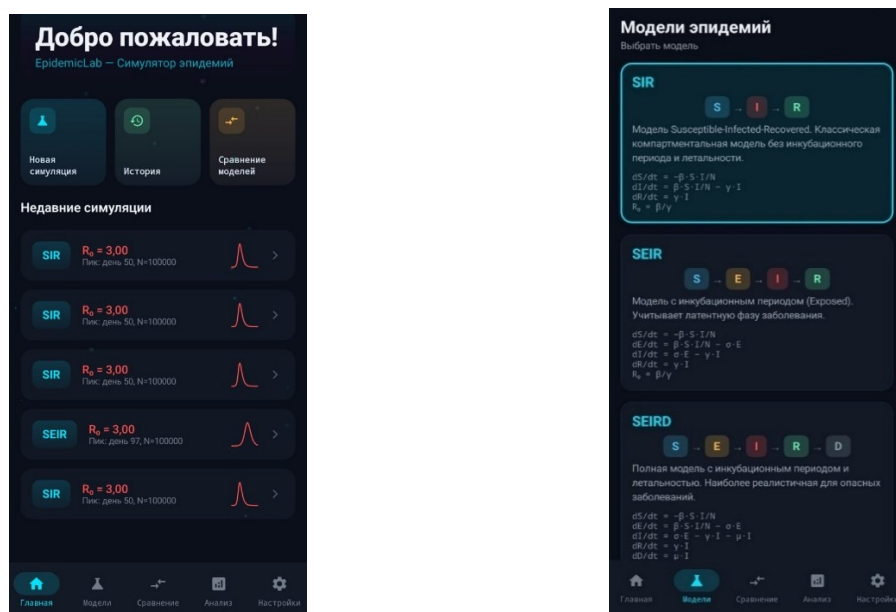 Добро пожаловать!
EpidemicLab — Симулятор эпидемий
Новая
симуляция
История
Сравнение
моделей
Недавние симуляции
SIR
R₀ = 3,00
Пик: день 50, N=100000
SIR
R₀ = 3,00
Пик: день 50, N=100000
SIR
R₀ = 3,00
Пик: день 50, N=100000
SEIR
R₀ = 3,00
Пик: день 97, N=100000
SIR
R₀ = 3,00
Пик: день 50, N=100000
Главная Модели Сравнение Анализ Настройки
Модели эпидемий
Выбрать модель
SIR
S → I → R
Модель Susceptible-Infected-Recovered. Классическая
компартментальная модель без инкубационного
периода и летальности.
dS/dt = −β·S·I/N
dI/dt = β·S·I/N − γ·I
dR/dt = γ·I
R₀ = β/γ
SEIR
S → E → I → R
Модель с инкубационным периодом (Exposed).
Учитывает латентную фазу заболевания.
dS/dt = −β·S·I/N
dE/dt = β·S·I/N − σ·E
dI/dt = σ·E − γ·I
dR/dt = γ·I
R₀ = β/γ
SEIRD
S → E → I → R → D
Полная модель с инкубационным периодом и
летальностью. Наиболее реалистичная для опасных
заболеваний.
dS/dt = −β·S·I/N
dE/dt = β·S·I/N − σ·E
dI/dt = σ·E − γ·I − μ·I
dR/dt = γ·I
dD/dt = μ·I
Главная Модели Сравнение Анализ Настройки